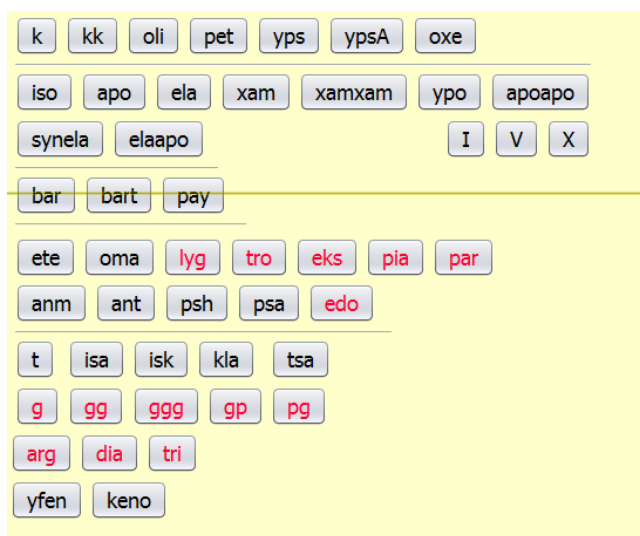 k kk oli pet yps ypsA oxe
iso apo ela xam xamxam ypo apoapo
synela elaapo I V X
bar bart pay
ete oma lyg tro eks pia par
anm ant psh psa edo
t isa isk kla tsa
g gg ggg gp pg
arg dia tri
yfen keno